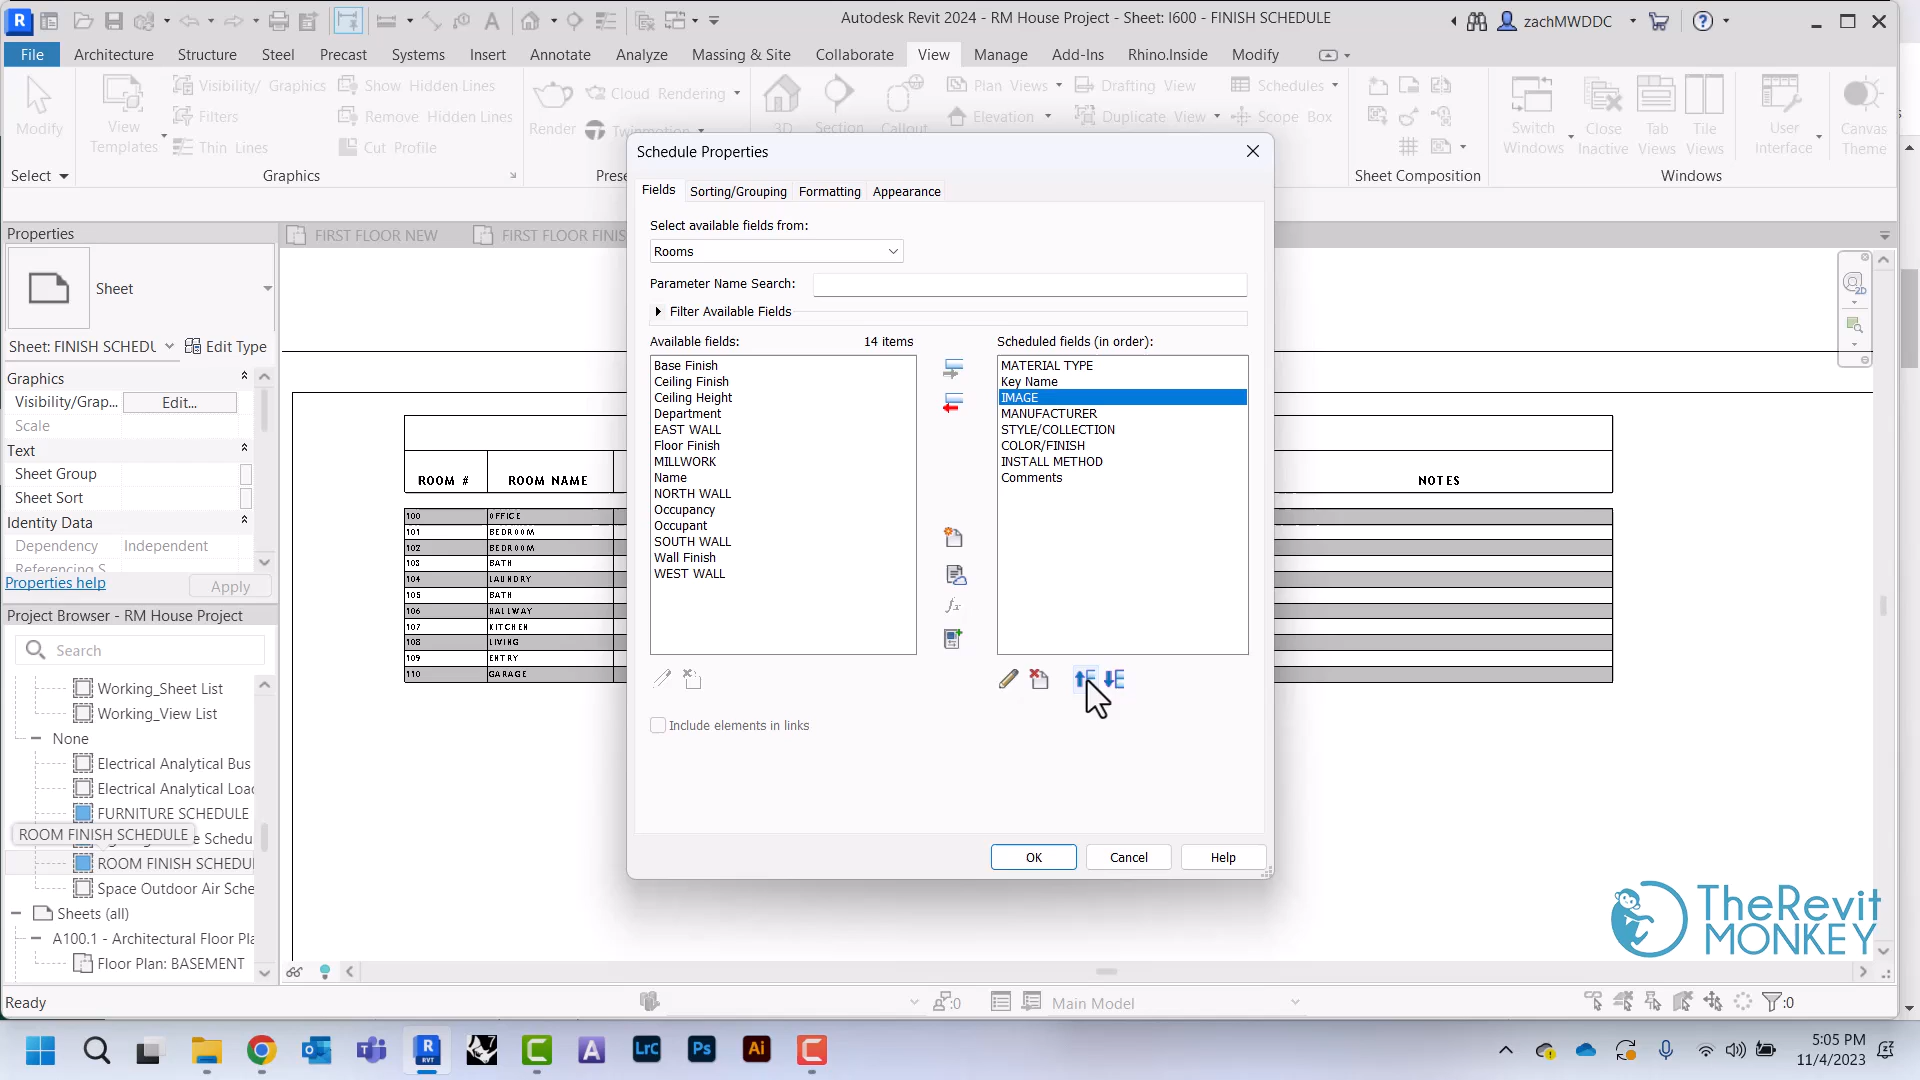 Autodesk Revit 2024 - RM House Project - Sheet: I600 - FINISH SCHEDULE
zachMWDDC
File Architecture Structure Steel Precast Systems Insert Annotate Analyze Massing & Site Collaborate View Manage Add-Ins Rhino.Inside Modify
Modify
View
Templates
Visibility/ Graphics
Filters
Thin Lines
Show Hidden Lines
Remove Hidden Lines
Cut Profile
Render
Cloud Rendering
3D
Section
Callout
Plan Views
Elevation
Drafting View
Duplicate View
Schedules
Scope Box
Switch
Windows
Close
Inactive
Tab
Views
Tile
Views
User
Interface
Canvas
Theme
Select
Graphics
Sheet Composition
Windows
Properties
FIRST FLOOR NEW
FIRST FLOOR FINIS
Sheet
Sheet: FINISH SCHEDU
Edit Type
Graphics
Visibility/Grap...
Edit...
Scale
Text
Sheet Group
Sheet Sort
Identity Data
Dependency
Independent
Referencing S
Properties help
Apply
Project Browser - RM House Project
Search
Working_Sheet List
Working_View List
None
Electrical Analytical Bus
Electrical Analytical Loa
FURNITURE SCHEDULE
ROOM FINISH SCHEDULE
e Schedu
ROOM FINISH SCHEDUL
Space Outdoor Air Sche
Sheets (all)
A100.1 - Architectural Floor Pla
Floor Plan: BASEMENT
Schedule Properties
Fields Sorting/Grouping Formatting Appearance
Select available fields from:
Rooms
Parameter Name Search:
Filter Available Fields
Available fields:
14 items
Base Finish
Ceiling Finish
Ceiling Height
Department
EAST WALL
Floor Finish
MILLWORK
Name
NORTH WALL
Occupancy
Occupant
SOUTH WALL
Wall Finish
WEST WALL
fx
Scheduled fields (in order):
MATERIAL TYPE
Key Name
IMAGE
MANUFACTURER
STYLE/COLLECTION
COLOR/FINISH
INSTALL METHOD
Comments
Include elements in links
OK
Cancel
Help
ROOM # ROOM NAME NOTES
100 OFFICE
101 BEDROOM
102 BEDROOM
103 BATH
104 LAUNDRY
105 BATH
106 HALLWAY
107 KITCHEN
108 LIVING
109 ENTRY
110 GARAGE
2D
TheRevit
MONKEY
Ready
:0
Main Model
:0
R
RVT
7
C
A
LrC
Ps
Ai
C
5:05 PM
11/4/2023